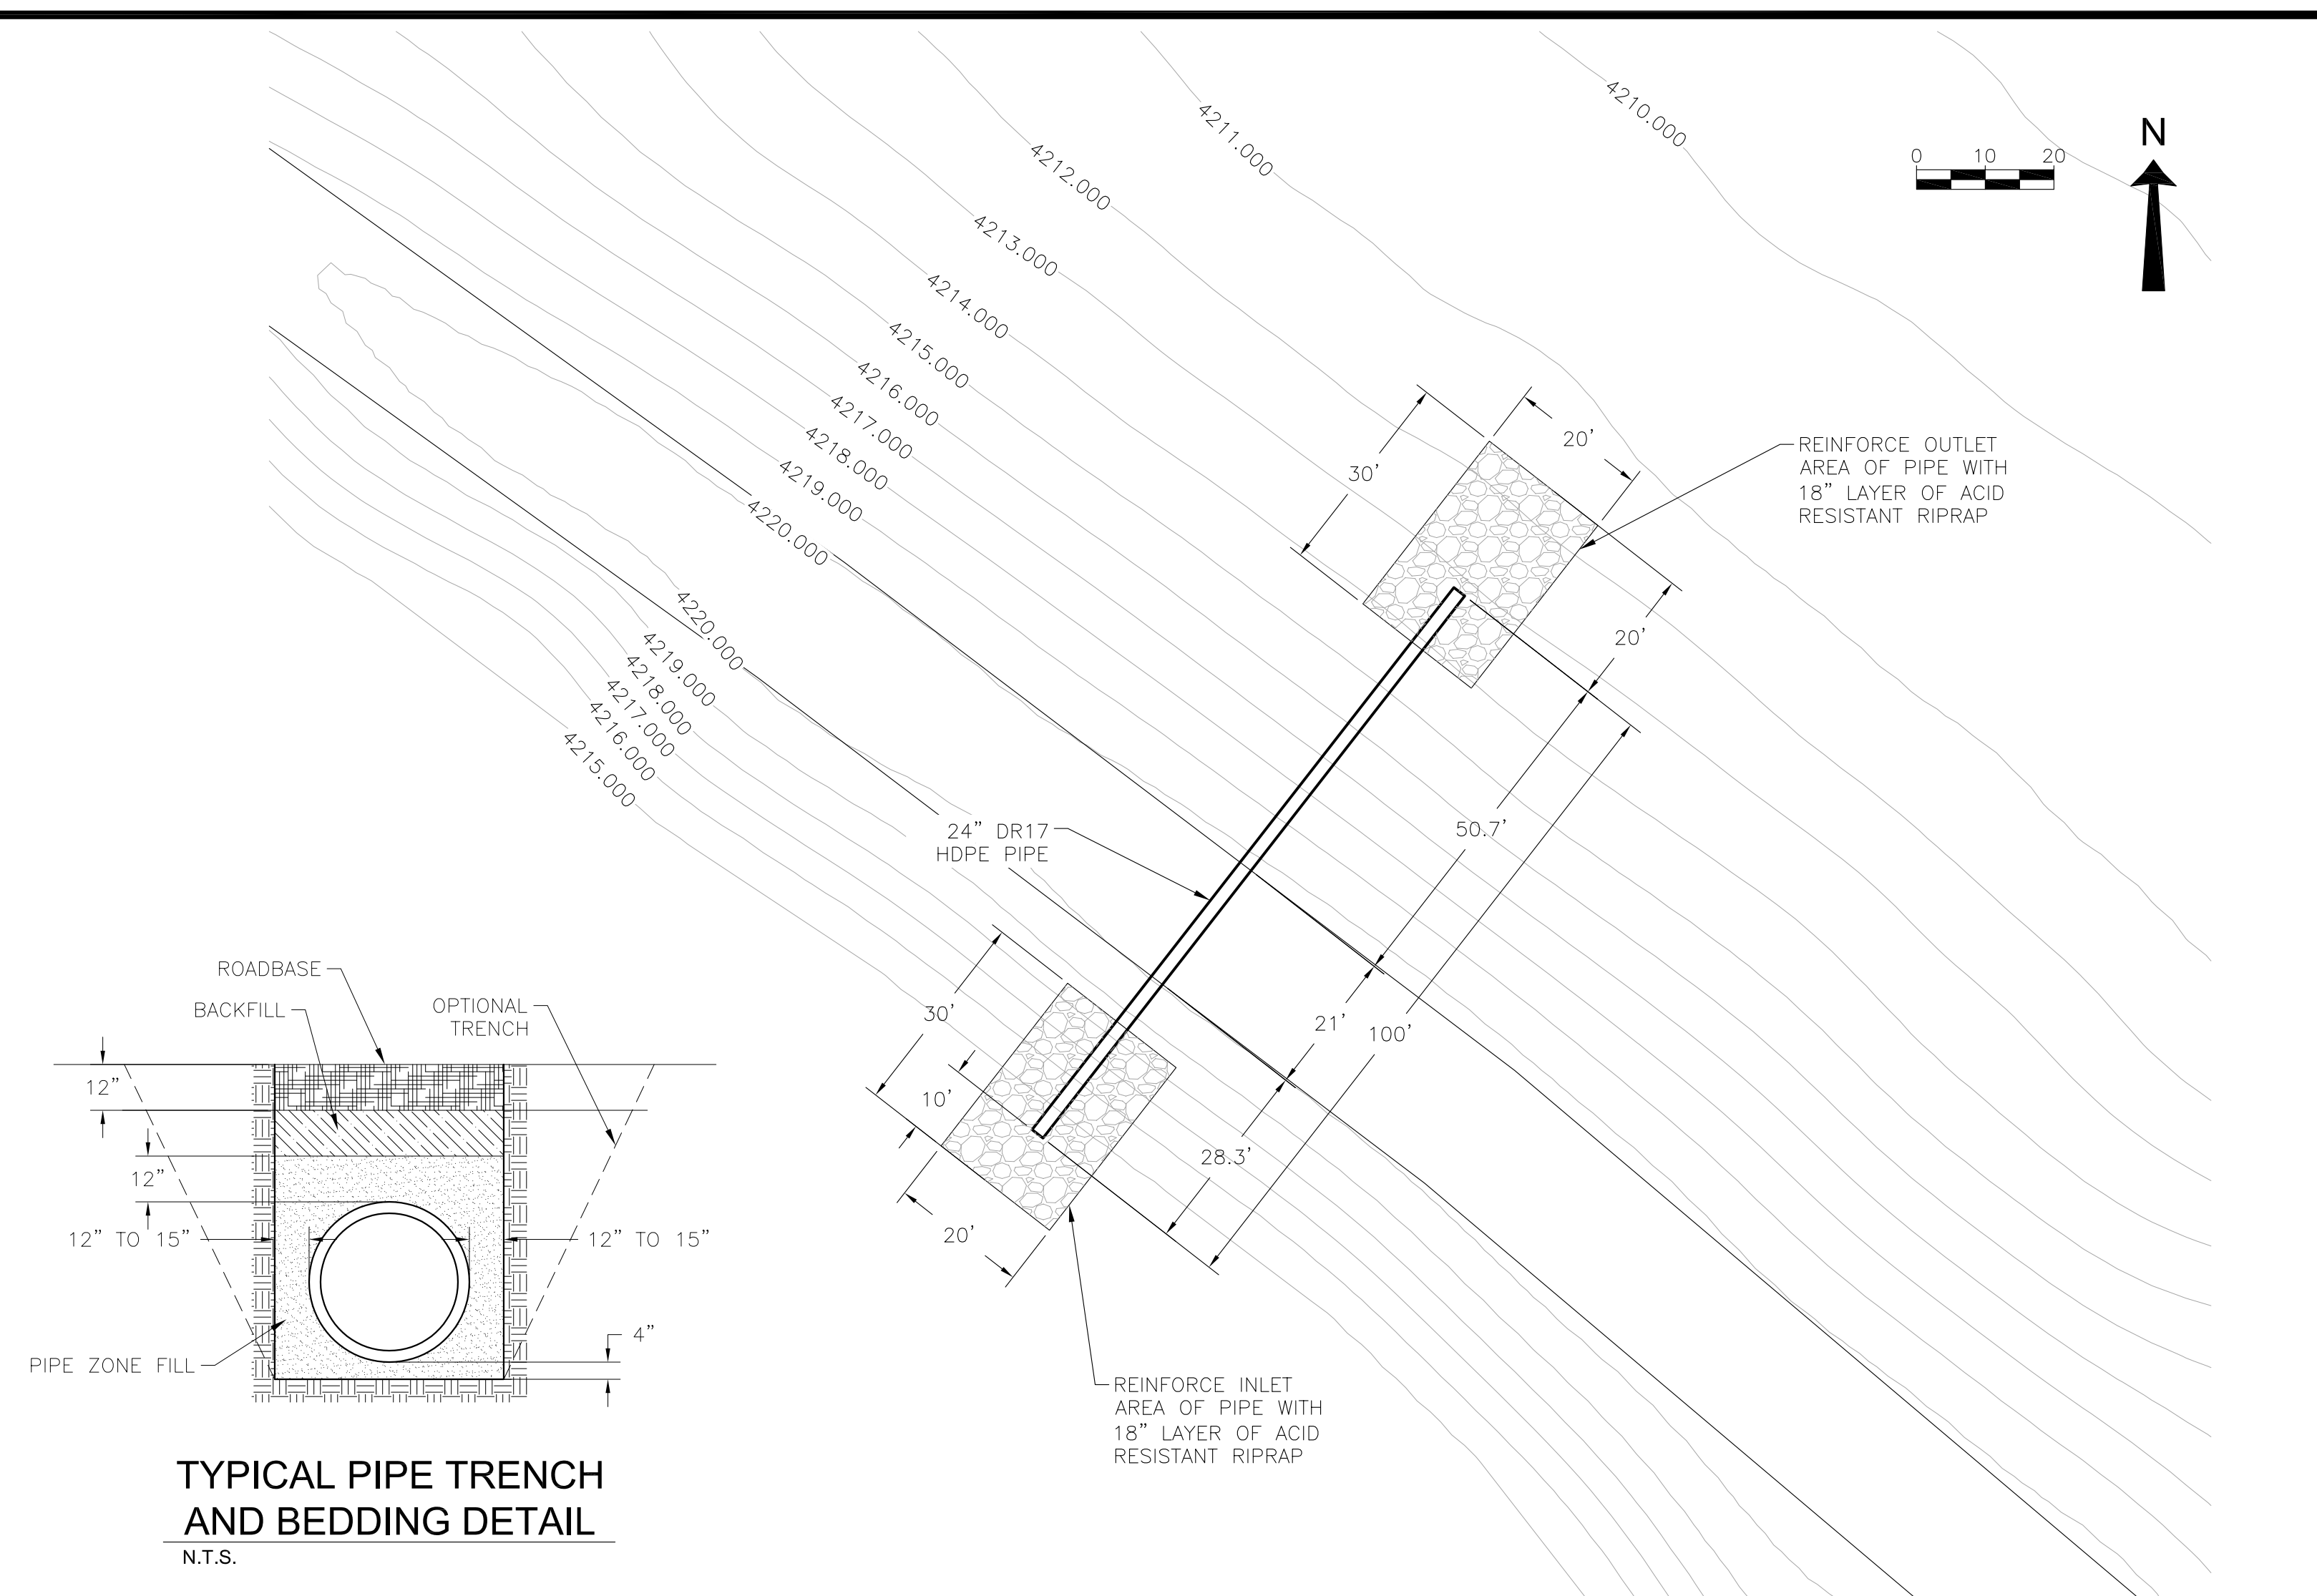 4210.000
4211.000
4212.000
4213.000
4214.000
4215.000
4216.000
4217.000
4218.000
4219.000
4220.000
4220.000
4219.000
4218.000
4217.000
4216.000
4215.000
0 10 20
N
20'
30'
REINFORCE OUTLET
AREA OF PIPE WITH
18" LAYER OF ACID
RESISTANT RIPRAP
20'
50.7'
24" DR17
HDPE PIPE
21'
100'
30'
10'
28.3'
20'
REINFORCE INLET
AREA OF PIPE WITH
18" LAYER OF ACID
RESISTANT RIPRAP
ROADBASE
BACKFILL
OPTIONAL
TRENCH
12"
12"
12" TO 15"
12" TO 15"
4"
PIPE ZONE FILL
TYPICAL PIPE TRENCH
AND BEDDING DETAIL
N.T.S.